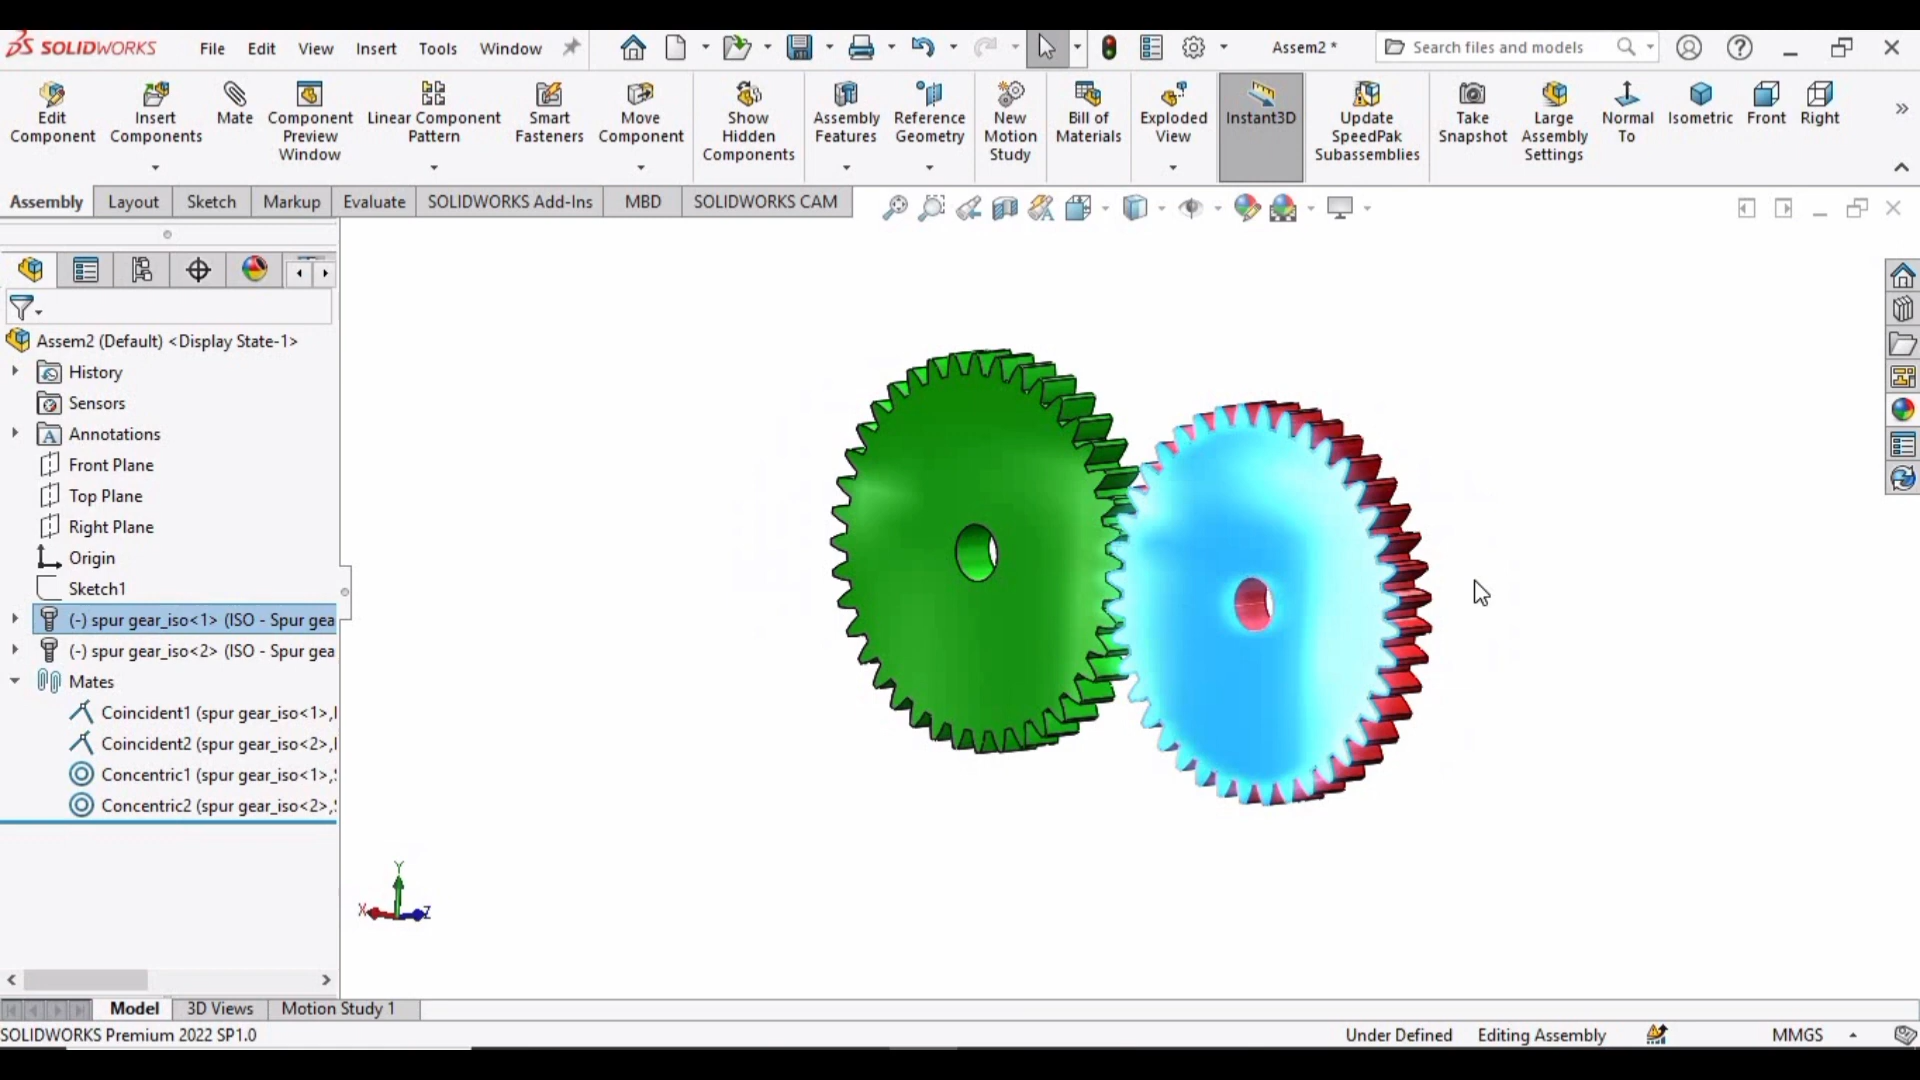 SOLIDWORKS File Edit View Insert Tools Window Assem2 * Search files and models
Edit Component
Insert Components
Mate
Component Preview Window
Linear Component Pattern
Smart Fasteners
Move Component
Show Hidden Components
Assembly Features
Reference Geometry
New Motion Study
Bill of Materials
Exploded View
Instant3D
Update SpeedPak Subassemblies
Take Snapshot
Large Assembly Settings
Normal To
Isometric
Front
Right
Assembly Layout Sketch Markup Evaluate SOLIDWORKS Add-Ins MBD SOLIDWORKS CAM
Assem2 (Default) <Display State-1>
History
Sensors
Annotations
Front Plane
Top Plane
Right Plane
Origin
Sketch1
(-) spur gear_iso<1> (ISO - Spur gea
(-) spur gear_iso<2> (ISO - Spur gea
Mates
Coincident1 (spur gear_iso<1>,
Coincident2 (spur gear_iso<2>,
Concentric1 (spur gear_iso<1>,
Concentric2 (spur gear_iso<2>,
Y
X Z
Model 3D Views Motion Study 1
SOLIDWORKS Premium 2022 SP1.0 Under Defined Editing Assembly MMGS